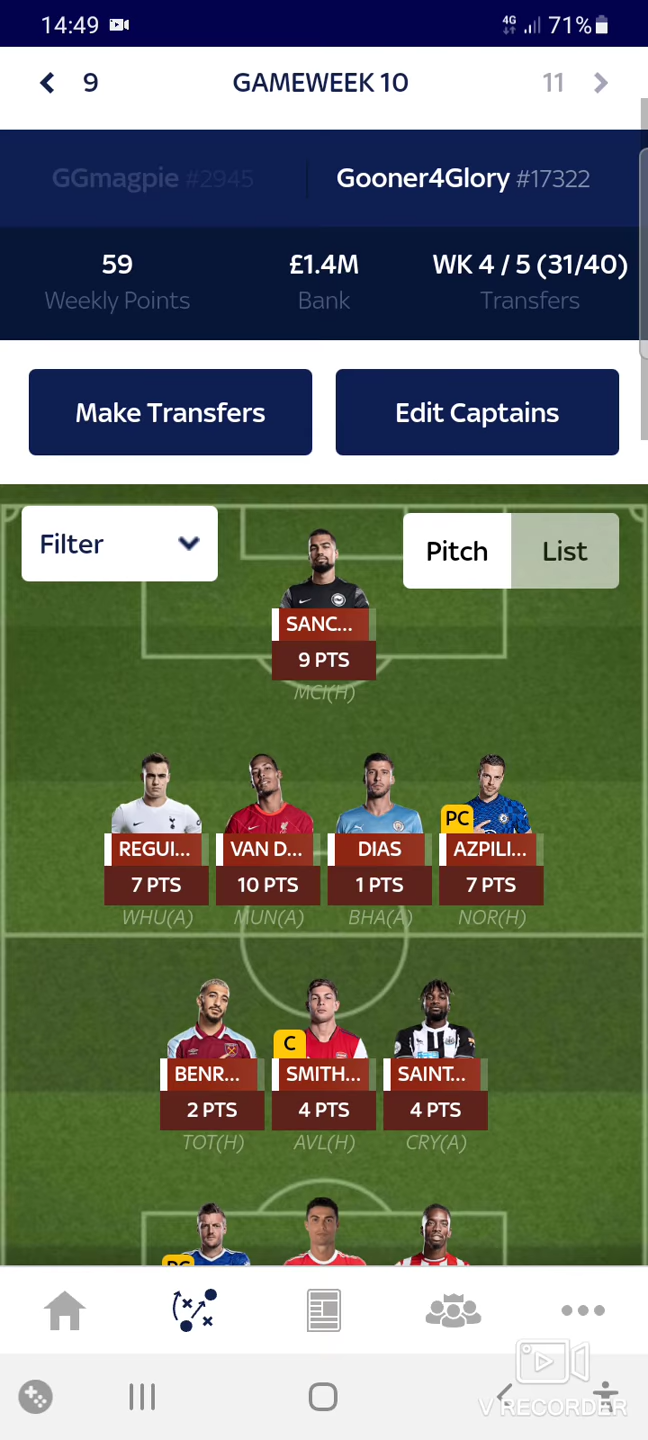 14:49 4G 71%
9 GAMEWEEK 10 11
GGmagpie #2945 Gooner4Glory #17322
59 £1.4M WK 4 / 5 (31/40)
Weekly Points Bank Transfers
Make Transfers Edit Captains
Filter Pitch List
SANC...
9 PTS
MCI(H)
PC
REGUI... VAN D... DIAS AZPILI...
7 PTS 10 PTS 1 PTS 7 PTS
WHU(A) MUN(A) BHA(A) NOR(H)
C
BENR... SMITH... SAINT...
2 PTS 4 PTS 4 PTS
TOT(H) AVL(H) CRY(A)
V RECORDER